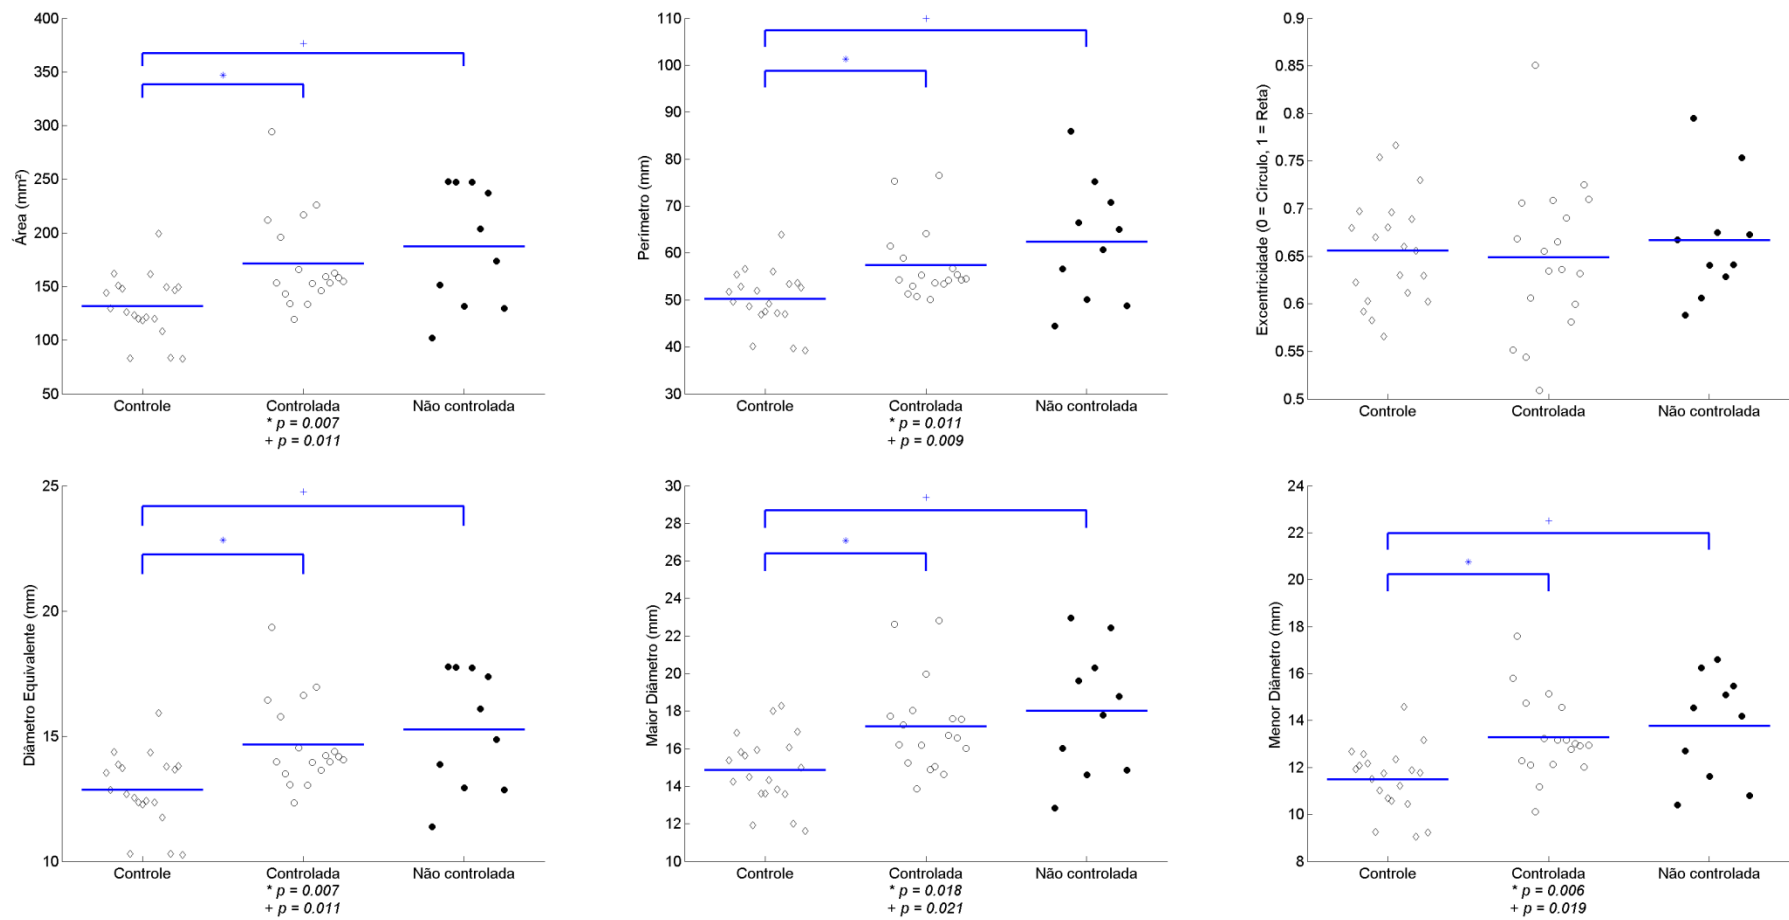 400
350
300
250
200
150
100
50
Área (mm²)
+
*
Controle Controlada Não controlada
* p = 0.007
+ p = 0.011
110
100
90
80
70
60
50
40
30
Perímetro (mm)
+
*
Controle Controlada Não controlada
* p = 0.011
+ p = 0.009
0.9
0.85
0.8
0.75
0.7
0.65
0.6
0.55
0.5
Excentricidade (0 = Círculo, 1 = Reta)
Controle Controlada Não controlada
25
20
15
10
Diâmetro Equivalente (mm)
+
*
Controle Controlada Não controlada
* p = 0.007
+ p = 0.011
30
28
26
24
22
20
18
16
14
12
10
Maior Diâmetro (mm)
+
*
Controle Controlada Não controlada
* p = 0.018
+ p = 0.021
24
22
20
18
16
14
12
10
8
Menor Diâmetro (mm)
+
*
Controle Controlada Não controlada
* p = 0.006
+ p = 0.019